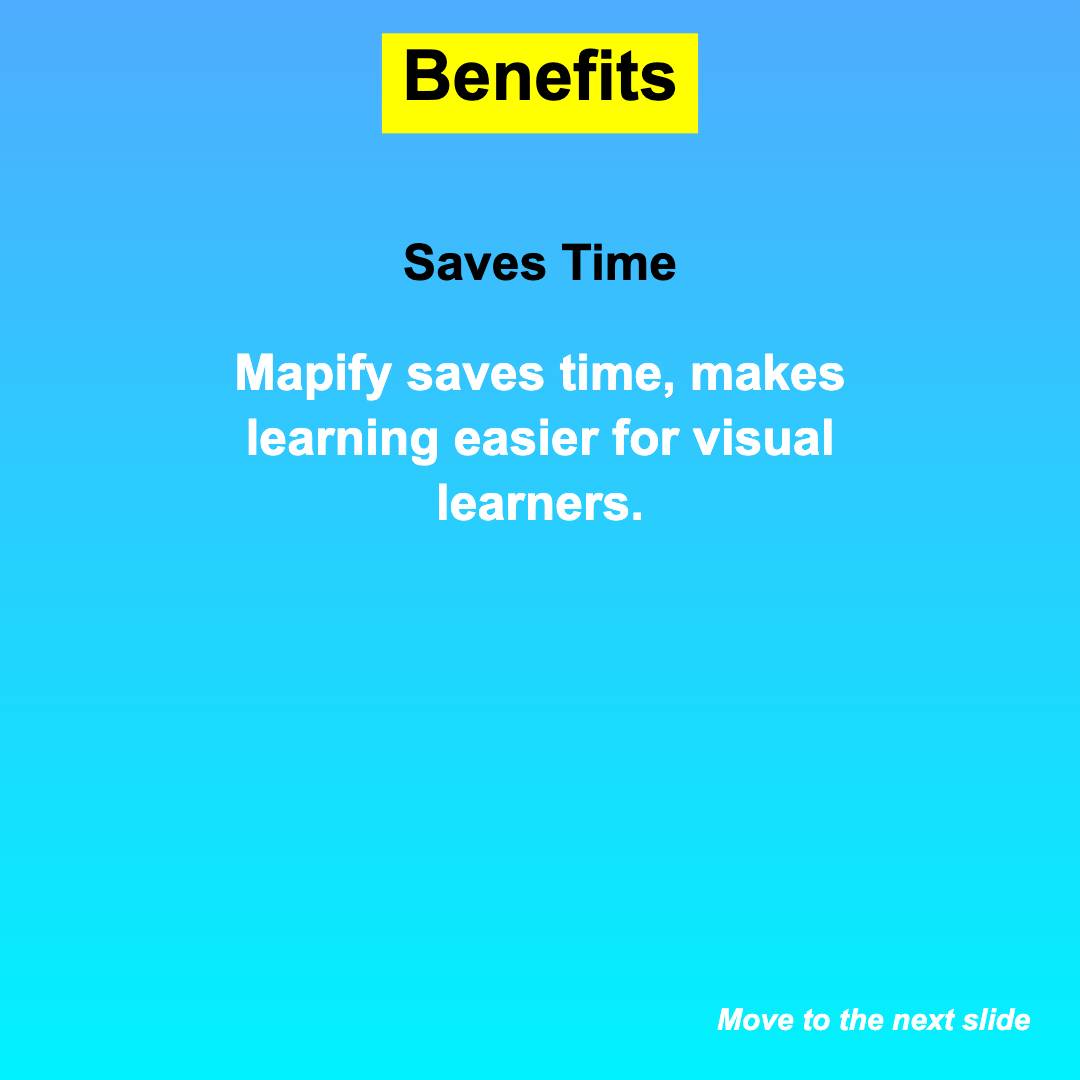 Benefits
Saves Time
Mapify saves time, makes
learning easier for visual
learners.
Move to the next slide